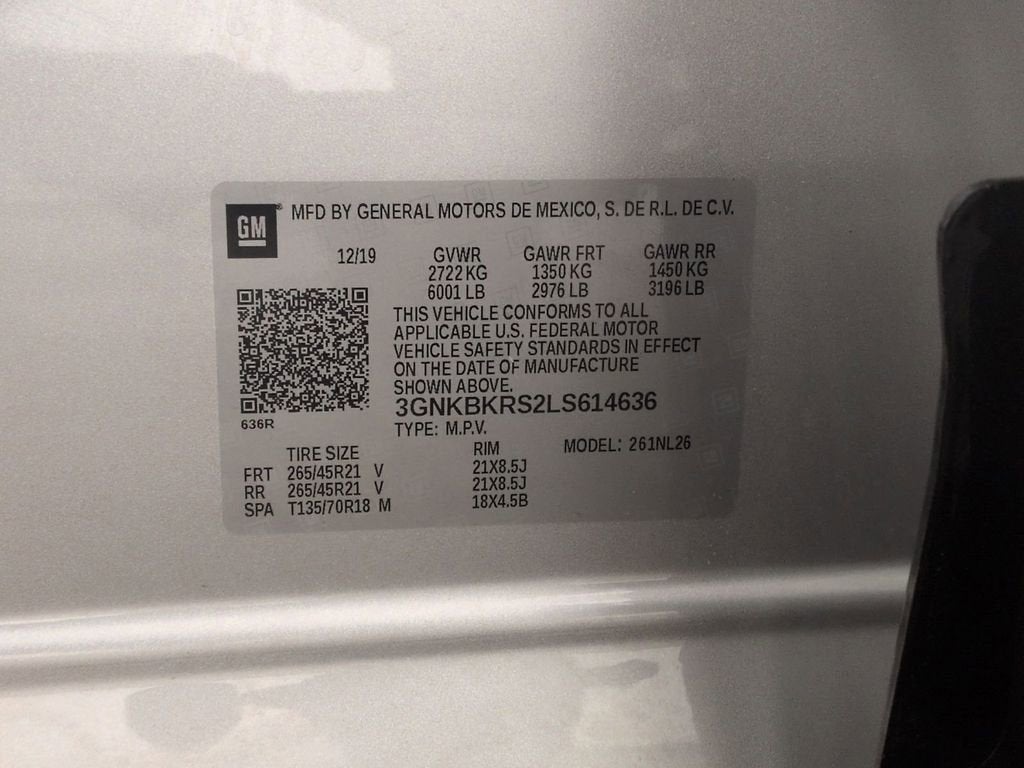 GM MFD BY GENERAL MOTORS DE MEXICO, S. DE R.L. DE C.V.
12/19 GVWR GAWR FRT GAWR RR
2722 KG 1350 KG 1450 KG
6001 LB 2976 LB 3196 LB
THIS VEHICLE CONFORMS TO ALL
APPLICABLE U.S. FEDERAL MOTOR
VEHICLE SAFETY STANDARDS IN EFFECT
ON THE DATE OF MANUFACTURE
SHOWN ABOVE.
3GNKBKRS2LS614636
636R
TYPE: M.P.V.
TIRE SIZE RIM MODEL: 261NL26
FRT 265/45R21 V 21X8.5J
RR 265/45R21 V 21X8.5J
SPA T135/70R18 M 18X4.5B